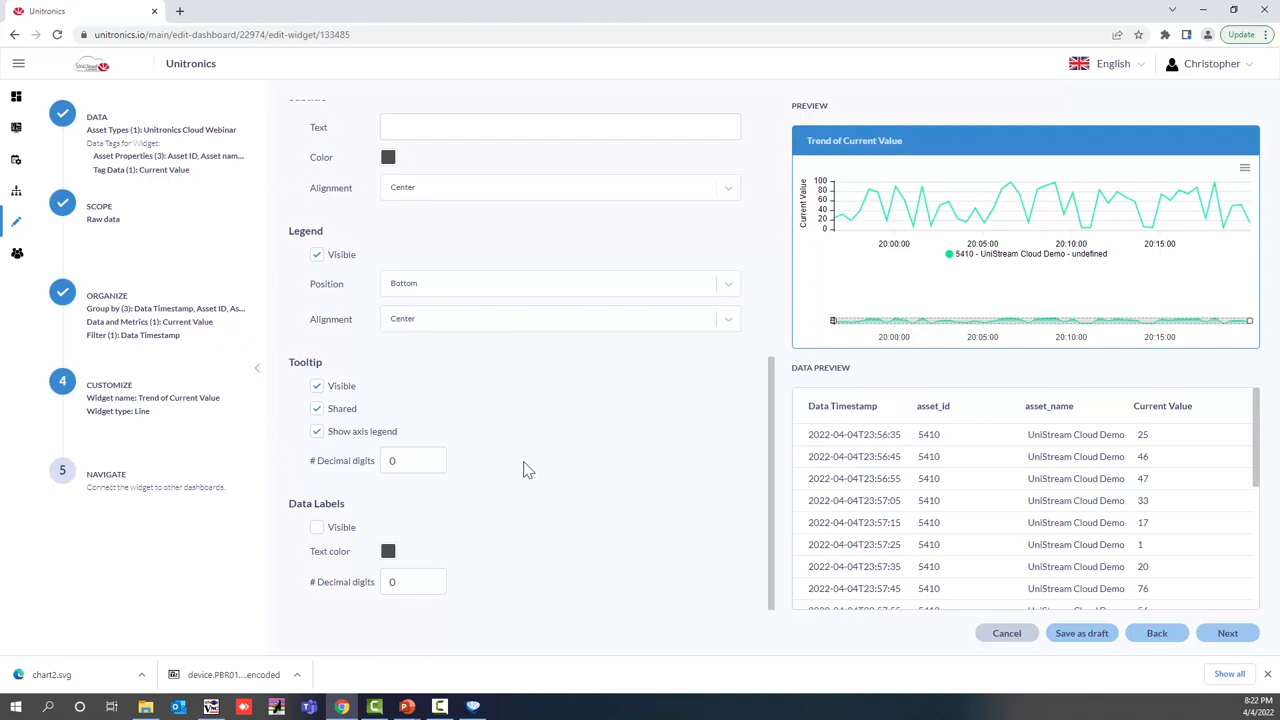 Unitronics
unitronics.io/main/edit-dashboard/22974/edit-widget/133485
Update
UniCloud
Unitronics
English
Christopher
DATA
Asset Types (1): Unitronics Cloud Webinar
Data Tags for Widget:
Asset Properties (3): Asset ID, Asset nam...
Tag Data (1): Current Value
SCOPE
Raw data
ORGANIZE
Group by (3): Data Timestamp, Asset ID, As...
Data and Metrics (1): Current Value
Filter (1): Data Timestamp
4
CUSTOMIZE
Widget name: Trend of Current Value
Widget type: Line
5
NAVIGATE
Connect the widget to other dashboards.
Text
Color
Alignment
Center
Legend
Visible
Position
Bottom
Alignment
Center
Tooltip
Visible
Shared
Show axis legend
# Decimal digits
0
Data Labels
Visible
Text color
# Decimal digits
0
PREVIEW
Trend of Current Value
Current Value
100
80
60
40
20
0
20:00:00 20:05:00 20:10:00 20:15:00
5410 - UniStream Cloud Demo - undefined
20:00:00 20:05:00 20:10:00 20:15:00
DATA PREVIEW
Data Timestamp asset_id asset_name Current Value
2022-04-04T23:56:35 5410 UniStream Cloud Demo 25
2022-04-04T23:56:45 5410 UniStream Cloud Demo 46
2022-04-04T23:56:55 5410 UniStream Cloud Demo 47
2022-04-04T23:57:05 5410 UniStream Cloud Demo 33
2022-04-04T23:57:15 5410 UniStream Cloud Demo 17
2022-04-04T23:57:25 5410 UniStream Cloud Demo 1
2022-04-04T23:57:35 5410 UniStream Cloud Demo 20
2022-04-04T23:57:45 5410 UniStream Cloud Demo 76
Cancel
Save as draft
Back
Next
chart2.svg
device.PBR01....encoded
Show all
8:22 PM
4/4/2022